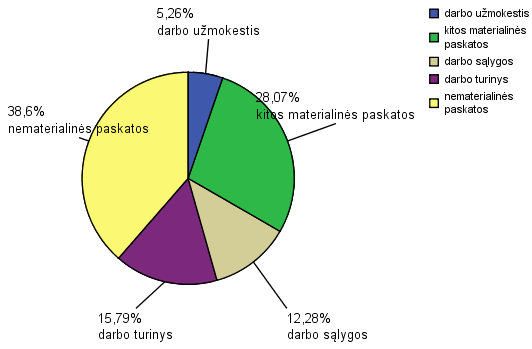 5,26%
darbo užmokestis
28,07%
kitos materialinės paskatos
38,6%
nematerialinės paskatos
15,79%
darbo turinys
12,28%
darbo sąlygos
darbo užmokestis
kitos materialinės
paskatos
darbo sąlygos
darbo turinys
nematerialinės
paskatos